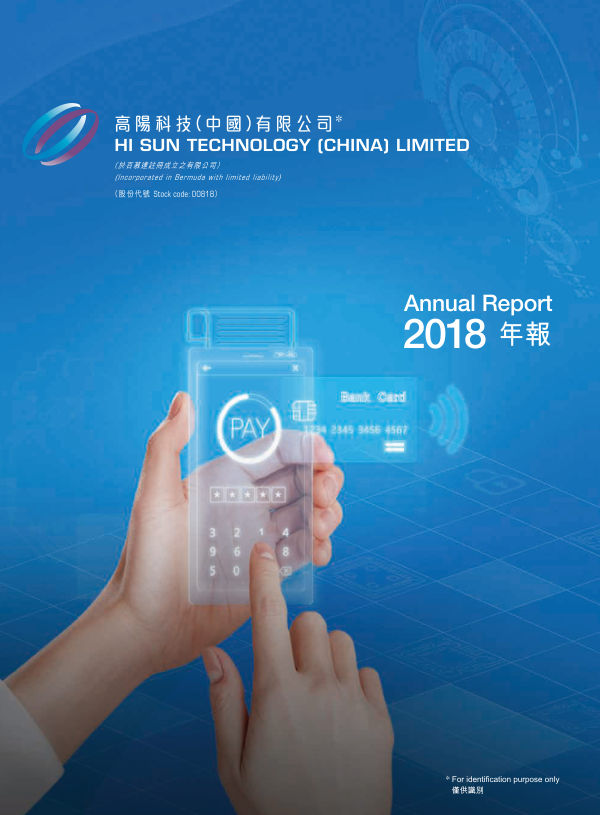 高陽科技(中國)有限公司*
HI SUN TECHNOLOGY (CHINA) LIMITED
(於百慕達註冊成立之有限公司)
(Incorporated in Bermuda with limited liability)
(股份代號 Stock code: 00818)
Annual Report
2018 年報
Bank Card
1234 2345 3456 4567
PAY
* * * * *
3 2 1 4
9 6 8
5 0
* For identification purpose only
僅供識別